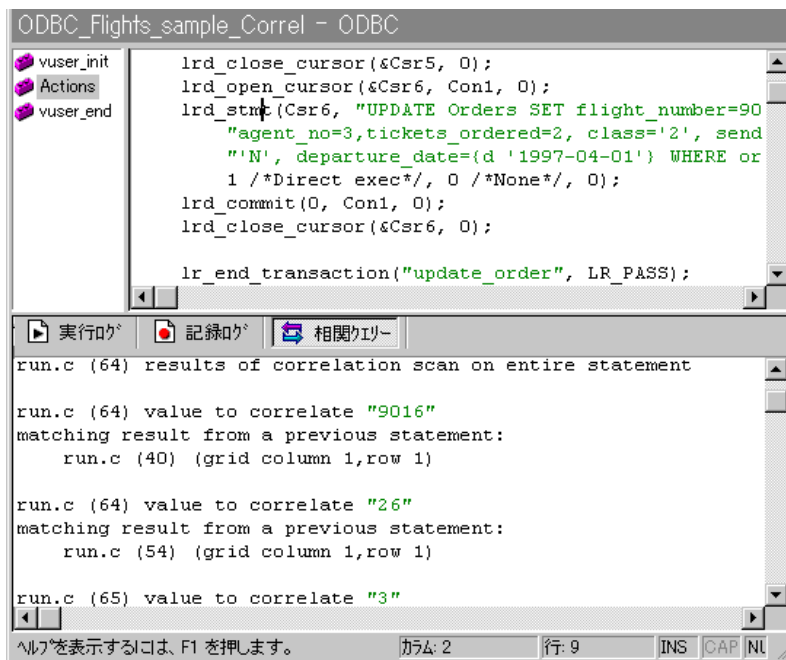 ODBC_Flights_sample_Correl - ODBC
vuser_init
Actions
vuser_end
lrd_close_cursor(&Csr5, 0);
lrd_open_cursor(&Csr6, Con1, 0);
lrd_stmt(Csr6, "UPDATE Orders SET flight_number=90
"agent_no=3,tickets_ordered=2, class='2', send
"'N', departure_date={d '1997-04-01'} WHERE or
1 /*Direct exec*/, 0 /*None*/, 0);
lrd_commit(0, Con1, 0);
lrd_close_cursor(&Csr6, 0);
lr_end_transaction("update_order", LR_PASS);
実行ログ 記録ログ 相関クエリー
run.c (64) results of correlation scan on entire statement
run.c (64) value to correlate "9016"
matching result from a previous statement:
run.c (40) (grid column 1,row 1)
run.c (64) value to correlate "26"
matching result from a previous statement:
run.c (54) (grid column 1,row 1)
run.c (65) value to correlate "3"
ヘルプを表示するには、F1 を押します。 カラム: 2 行: 9 INS CAP NU